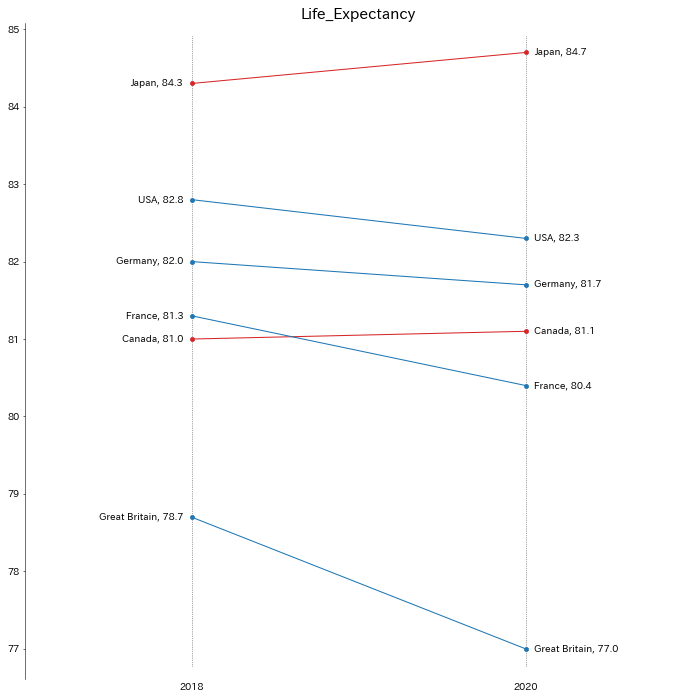 Life_Expectancy
85
84
83
82
81
80
79
78
77
Japan, 84.3
USA, 82.8
Germany, 82.0
France, 81.3
Canada, 81.0
Great Britain, 78.7
Japan, 84.7
USA, 82.3
Germany, 81.7
Canada, 81.1
France, 80.4
Great Britain, 77.0
2018
2020